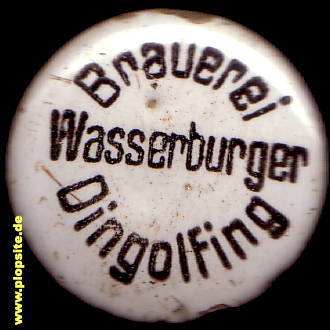 Brauerei
Wasserburger
Dingolfing
www.plopsite.de